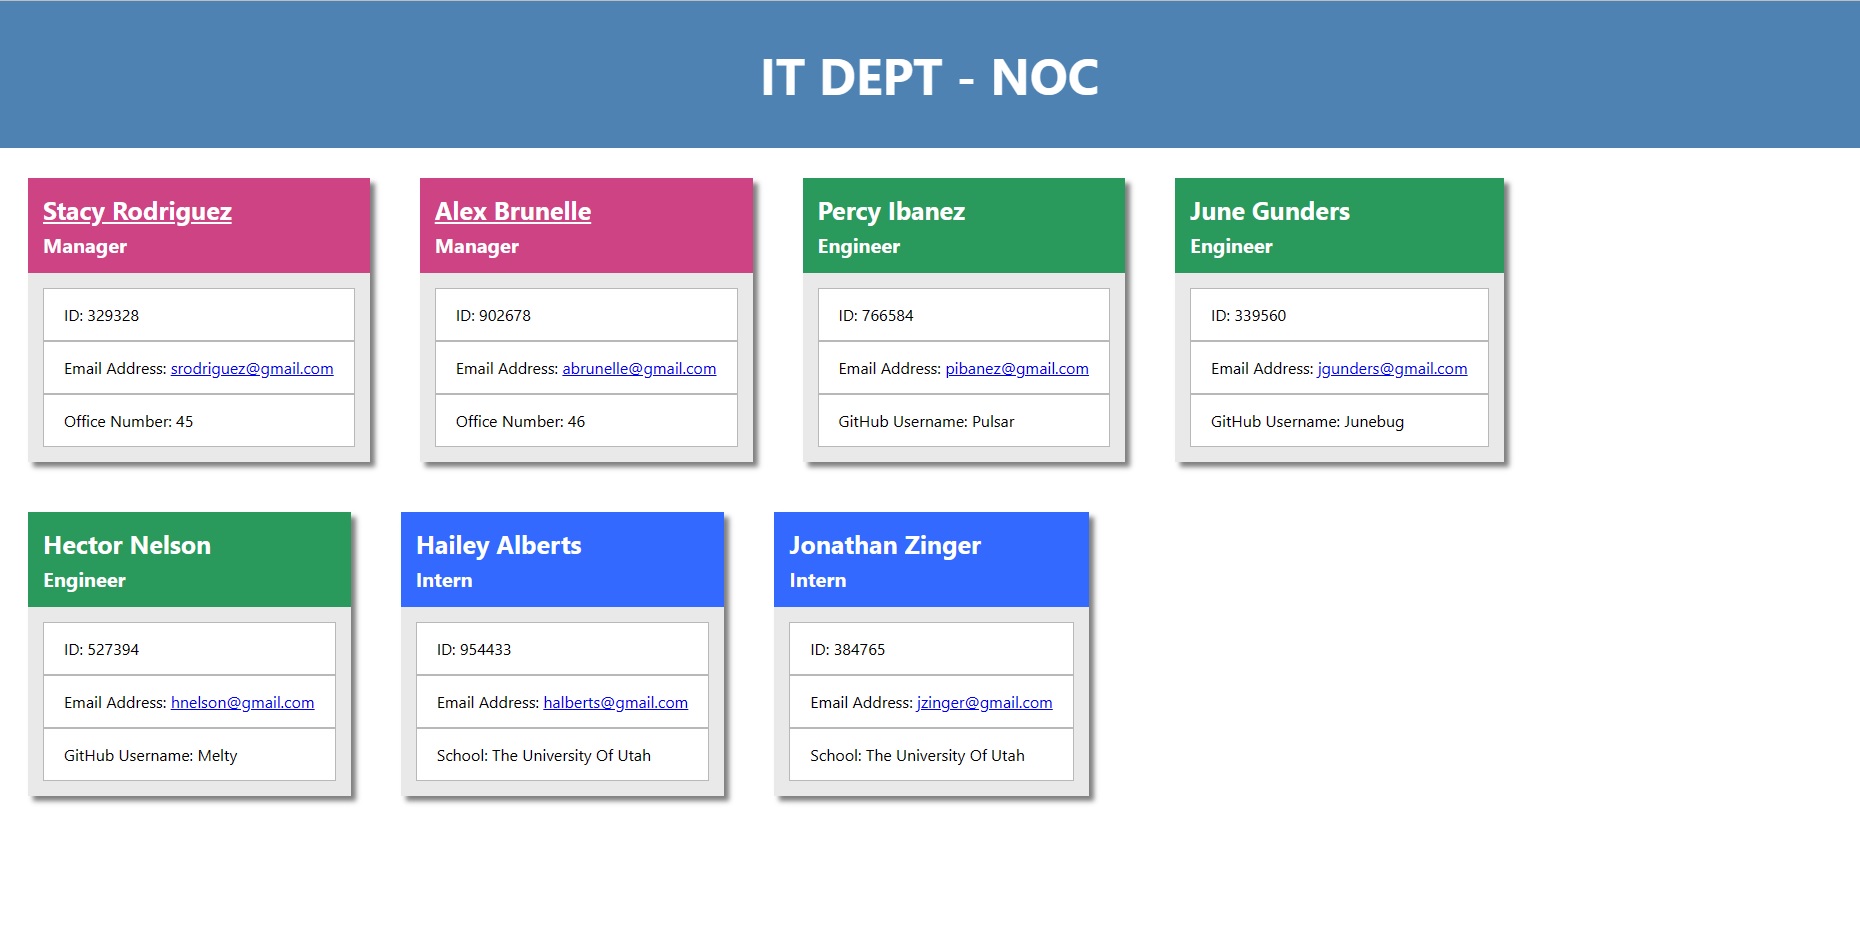 IT DEPT - NOC
Stacy Rodriguez
Manager
ID: 329328
Email Address: srodriguez@gmail.com
Office Number: 45
Alex Brunelle
Manager
ID: 902678
Email Address: abrunelle@gmail.com
Office Number: 46
Percy Ibanez
Engineer
ID: 766584
Email Address: pibanez@gmail.com
GitHub Username: Pulsar
June Gunders
Engineer
ID: 339560
Email Address: jgunders@gmail.com
GitHub Username: Junebug
Hector Nelson
Engineer
ID: 527394
Email Address: hnelson@gmail.com
GitHub Username: Melty
Hailey Alberts
Intern
ID: 954433
Email Address: halberts@gmail.com
School: The University Of Utah
Jonathan Zinger
Intern
ID: 384765
Email Address: jzinger@gmail.com
School: The University Of Utah